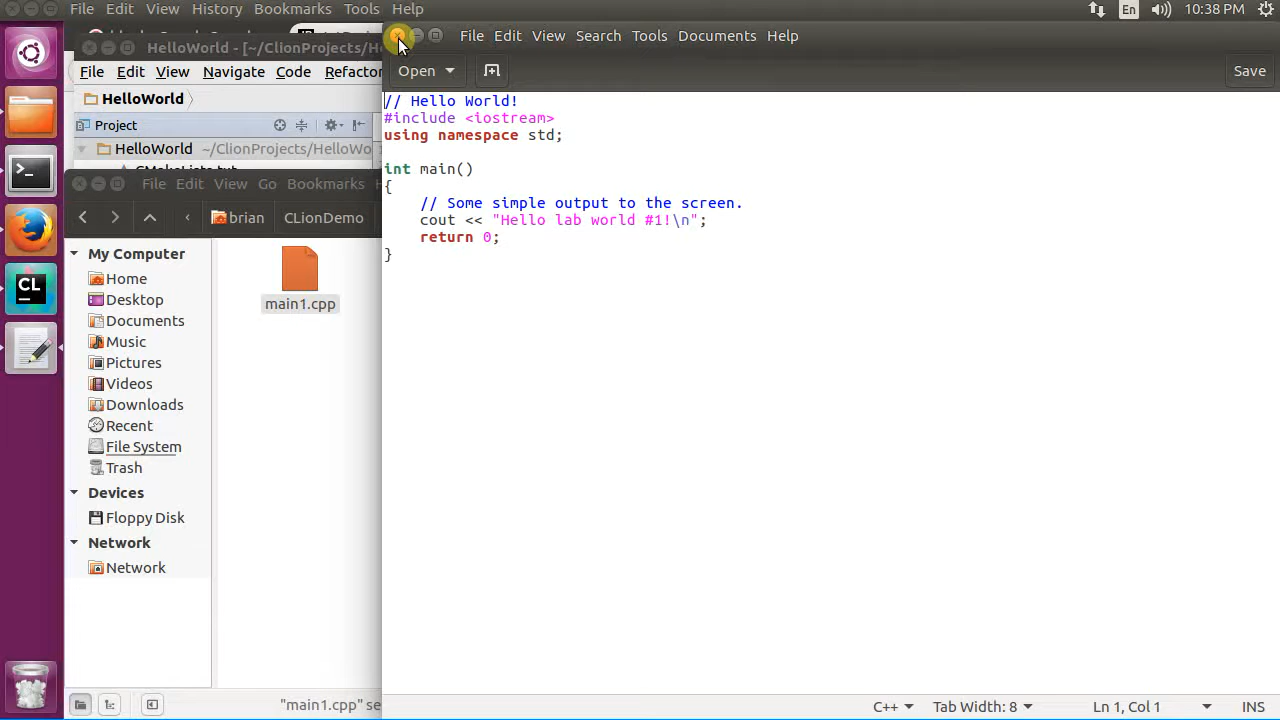 File Edit View History Bookmarks Tools Help
En
10:38 PM
HelloWorld - [~/ClionProjects/He
File Edit View Navigate Code Refactor
HelloWorld
Project
HelloWorld ~/ClionProjects/HelloWo
CMakeLists.txt
File Edit View Go Bookmarks
brian CLionDemo
My Computer
Home
Desktop
Documents
Music
Pictures
Videos
Downloads
Recent
File System
Trash
Devices
Floppy Disk
Network
Network
main1.cpp
"main1.cpp" se
CL
File Edit View Search Tools Documents Help
Open
Save
// Hello World!
#include <iostream>
using namespace std;
int main()
{
// Some simple output to the screen.
cout << "Hello lab world #1!\n";
return 0;
}
C++ Tab Width: 8 Ln 1, Col 1 INS